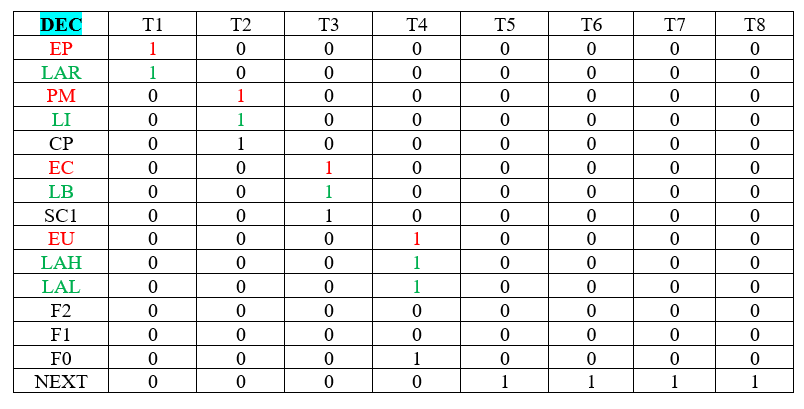 DEC T1 T2 T3 T4 T5 T6 T7 T8
EP 1 0 0 0 0 0 0 0
LAR 1 0 0 0 0 0 0 0
PM 0 1 0 0 0 0 0 0
LI 0 1 0 0 0 0 0 0
CP 0 1 0 0 0 0 0 0
EC 0 0 1 0 0 0 0 0
LB 0 0 1 0 0 0 0 0
SC1 0 0 1 0 0 0 0 0
EU 0 0 0 1 0 0 0 0
LAH 0 0 0 1 0 0 0 0
LAL 0 0 0 1 0 0 0 0
F2 0 0 0 0 0 0 0 0
F1 0 0 0 0 0 0 0 0
F0 0 0 0 1 0 0 0 0
NEXT 0 0 0 0 1 1 1 1